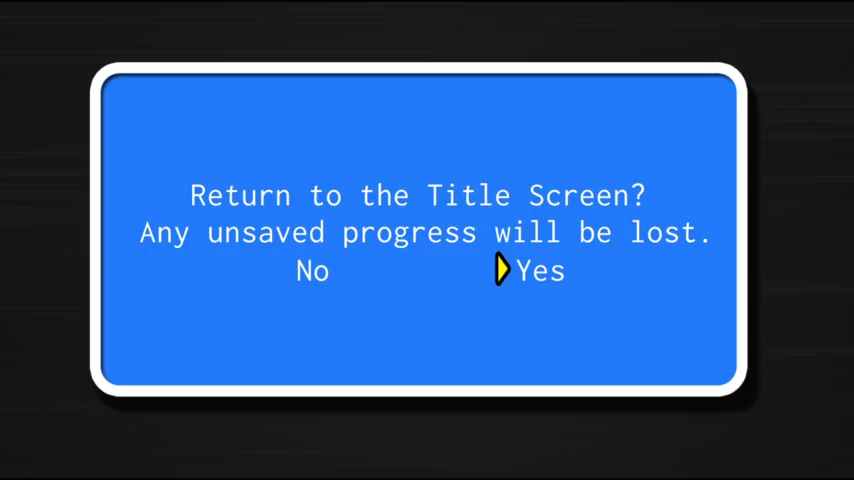 Return to the Title Screen?
Any unsaved progress will be lost.
No Yes